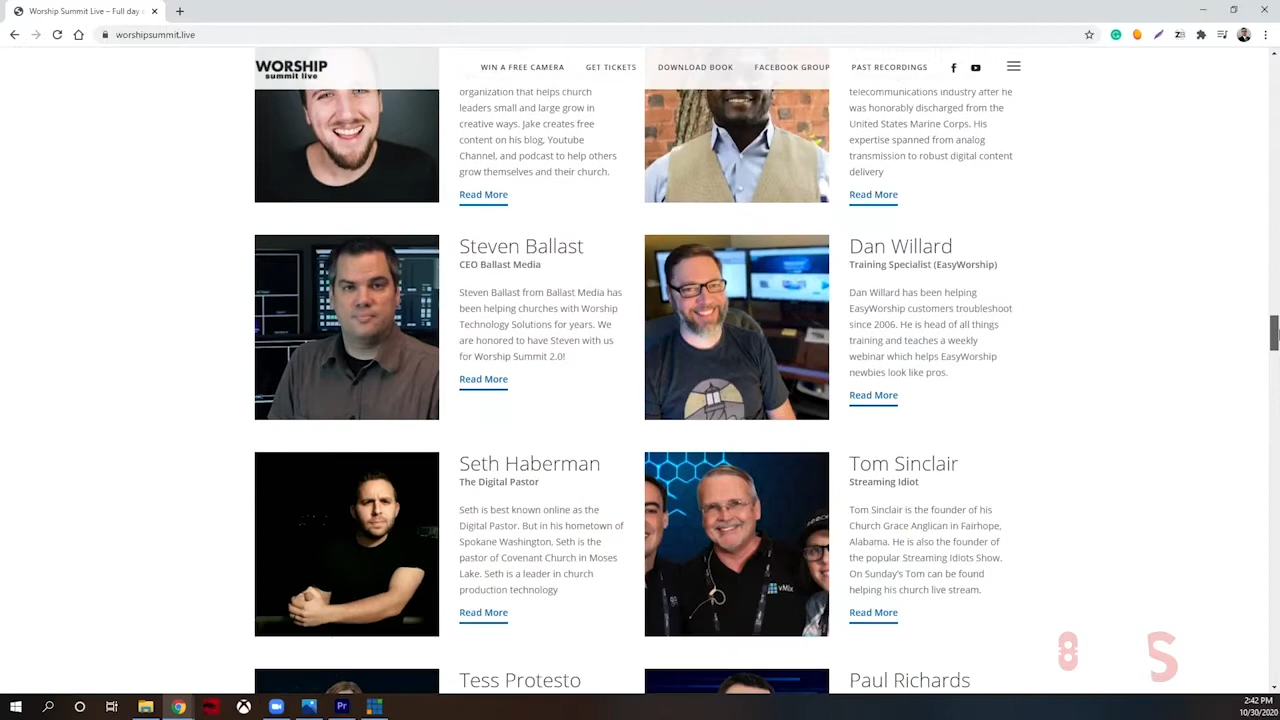 Worship Summit Live – Full day
worshipsummit.live
WORSHIP
summit live
WIN A FREE CAMERA
GET TICKETS
DOWNLOAD BOOK
FACEBOOK GROUP
PAST RECORDINGS
organization that helps church
leaders small and large grow in
creative ways. Jake creates free
content on his blog, Youtube
Channel, and podcast to help others
grow themselves and their church.
Read More
telecommunications industry after he
was honorably discharged from the
United States Marine Corps. His
expertise spanned from analog
transmission to robust digital content
delivery
Read More
Steven Ballast
CEO Ballast Media
Steven Ballast from Ballast Media has
been helping churches with Worship
Technology Solutions for years. We
are honored to have Steven with us
for Worship Summit 2.0!
Read More
Dan Willard
Training Specialist (EasyWorship)
Dan Willard has been helping
EasyWorship customers troubleshoot
since 2006. He is head of all things
training and teaches a weekly
webinar which helps EasyWorship
newbies look like pros.
Read More
Seth Haberman
The Digital Pastor
Seth is best known online as the
Digital Pastor. But in his hometown of
Spokane Washington, Seth is the
pastor of Covenant Church in Moses
Lake. Seth is a leader in church
production technology
Read More
Tom Sinclair
Streaming Idiot
Tom Sinclair is the founder of his
Church Grace Anglican in Fairhope,
Alabama. He is also the founder of
the popular Streaming Idiots Show.
On Sunday's Tom can be found
helping his church live stream.
Read More
vMix
8 S
Tess Protesto
Paul Richards
Pr
2:42 PM
10/30/2020